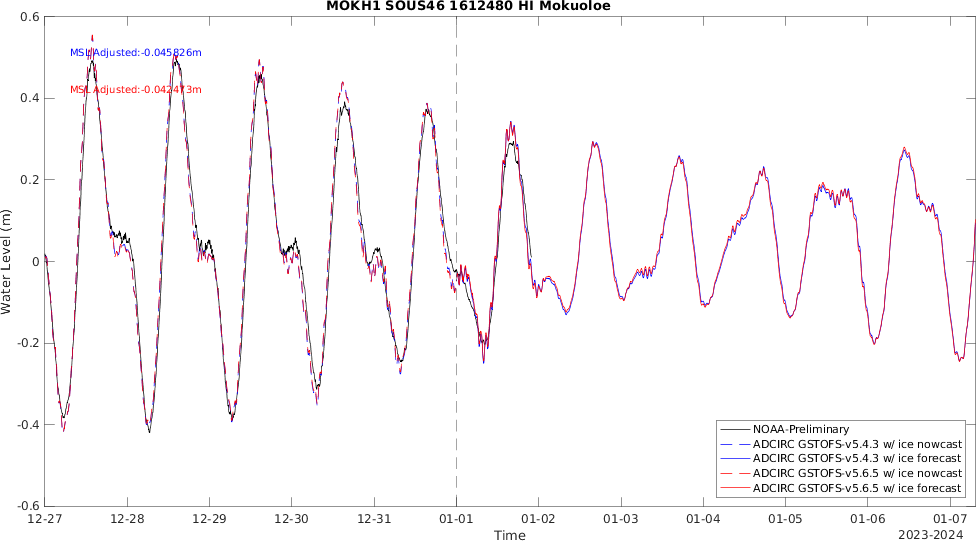 MOKH1 SOUS46 1612480 HI Mokuoloe
Water Level (m)
0.6
0.4
0.2
0
-0.2
-0.4
-0.6
MSL Adjusted:-0.045826m
MSL Adjusted:-0.042473m
NOAA-Preliminary
ADCIRC GSTOFS-v5.4.3 w/ ice nowcast
ADCIRC GSTOFS-v5.4.3 w/ ice forecast
ADCIRC GSTOFS-v5.6.5 w/ ice nowcast
ADCIRC GSTOFS-v5.6.5 w/ ice forecast
12-27 12-28 12-29 12-30 12-31 01-01 01-02 01-03 01-04 01-05 01-06 01-07
Time
2023-2024